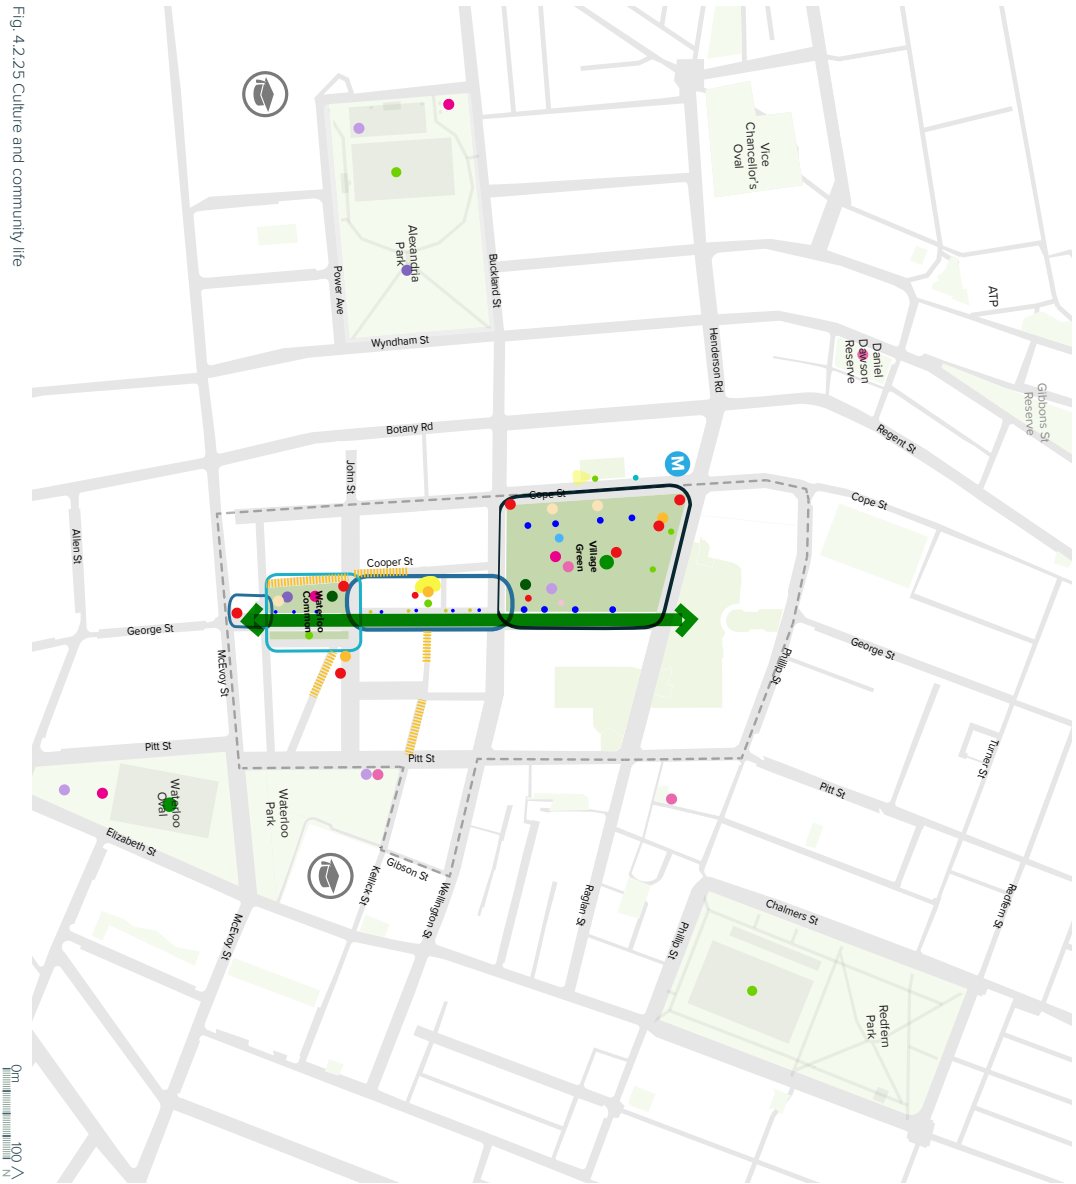 Fig. 4.2.25 Culture and community life
Vice
Chancellor's
Oval
Alexandria
Park
Power Ave
Buckland St
Wyndham St
Henderson Rd
ATP
Daniel
Dawson
Reserve
Gibbons St
Reserve
Regent St
Botany Rd
John St
M
Cope St
Cope St
Allen St
Cooper St
Village
Green
Waterloo
Common
George St
McEvoy St
George St
Phillip St
Pitt St
Pitt St
Pitt St
Turner St
Waterloo
Oval
Waterloo
Park
Elizabeth St
Gibson St
Kellick St
Wellington St
Raglan St
Phillip St
Chalmers St
Redfern St
McEvoy St
Redfern
Park
0m
100
N